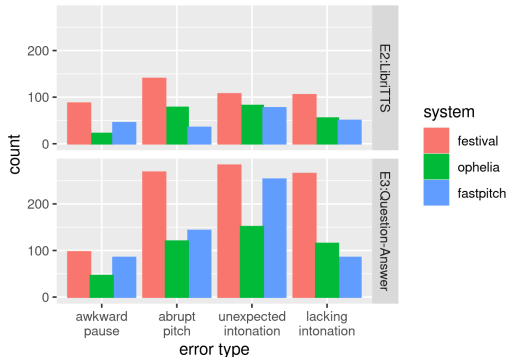 200
100
0
E2:LibriTTS
200
100
0
E3:Question-Answer
count
awkward
pause
abrupt
pitch
unexpected
intonation
lacking
intonation
error type
system
festival
ophelia
fastpitch